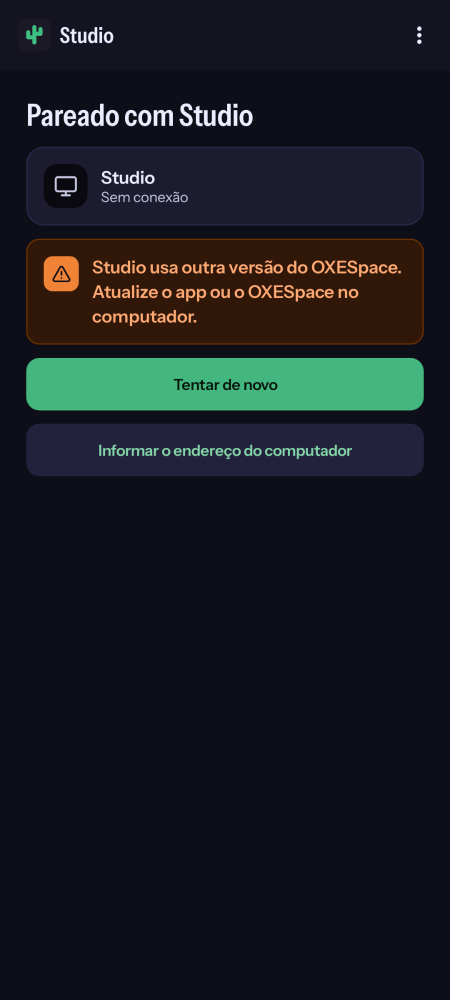 Studio
Pareado com Studio
Studio
Sem conexão
Studio usa outra versão do OXESpace.
Atualize o app ou o OXESpace no
computador.
Tentar de novo
Informar o endereço do computador